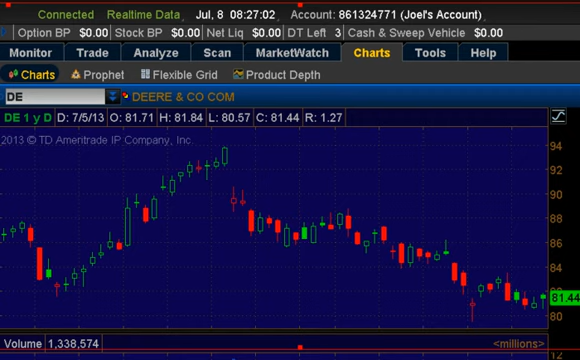 Connected Realtime Data Jul, 8 08:27:02 Account: 861324771 (Joel's Account)
Option BP $0.00 Stock BP $0.00 Net Liq $0.00 DT Left 3 Cash & Sweep Vehicle $0.00
Monitor Trade Analyze Scan MarketWatch Charts Tools Help
Charts Prophet Flexible Grid Product Depth
DE DEERE & CO COM
DE 1 y D D: 7/5/13 O: 81.71 H: 81.84 L: 80.57 C: 81.44 R: 1.27
2013 © TD Ameritrade IP Company, Inc.
94
92
90
88
86
84
82
81.44
80
Volume 1,338,574 <millions>
12